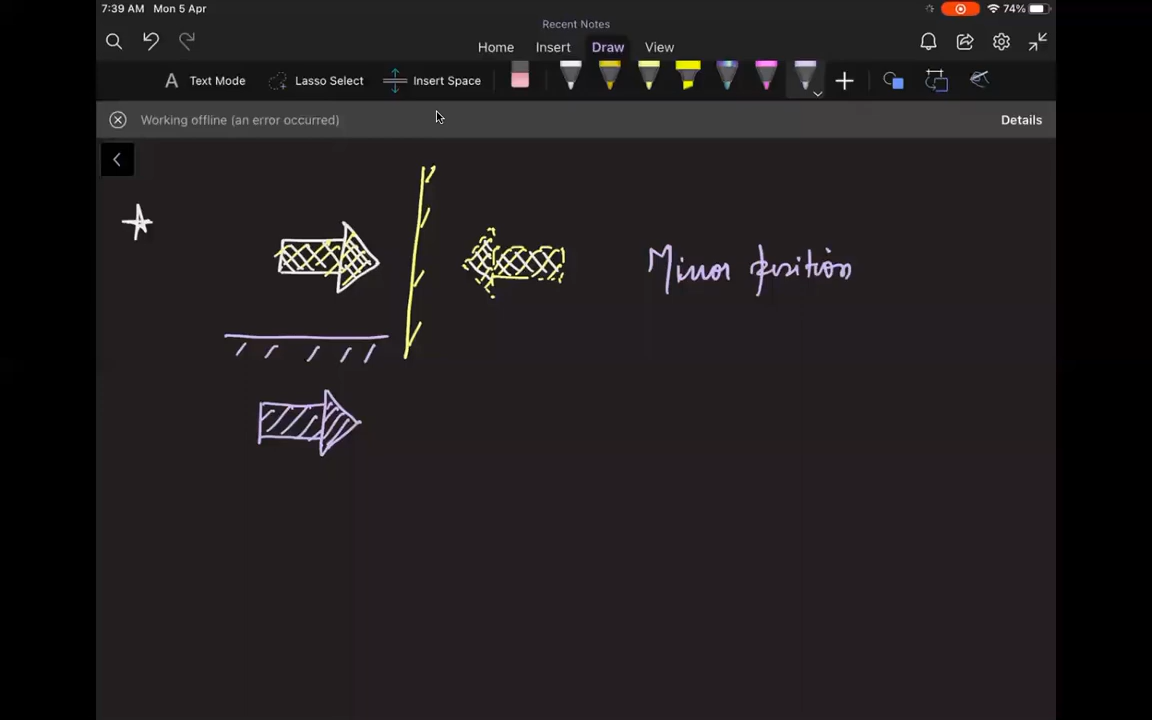 7:39 AM Mon 5 Apr
74%
Recent Notes
Home Insert Draw View
Text Mode Lasso Select Insert Space
Working offline (an error occurred) Details
Mirror position